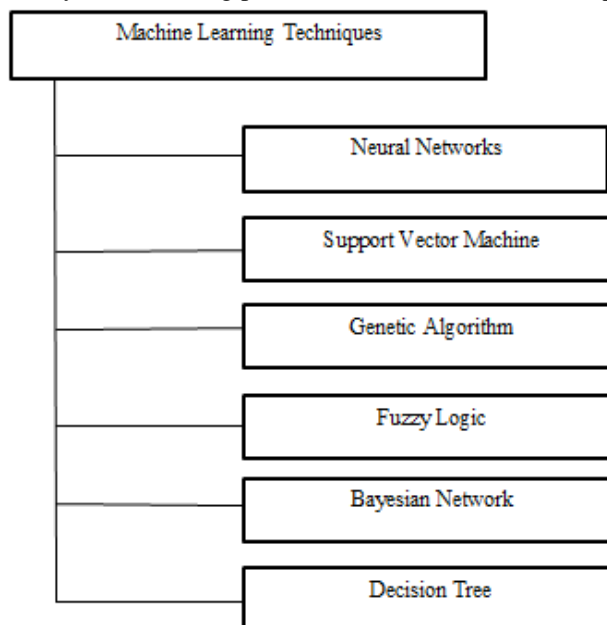 Machine Learning Techniques
Neural Networks
Support Vector Machine
Genetic Algorithm
Fuzzy Logic
Bayesian Network
Decision Tree